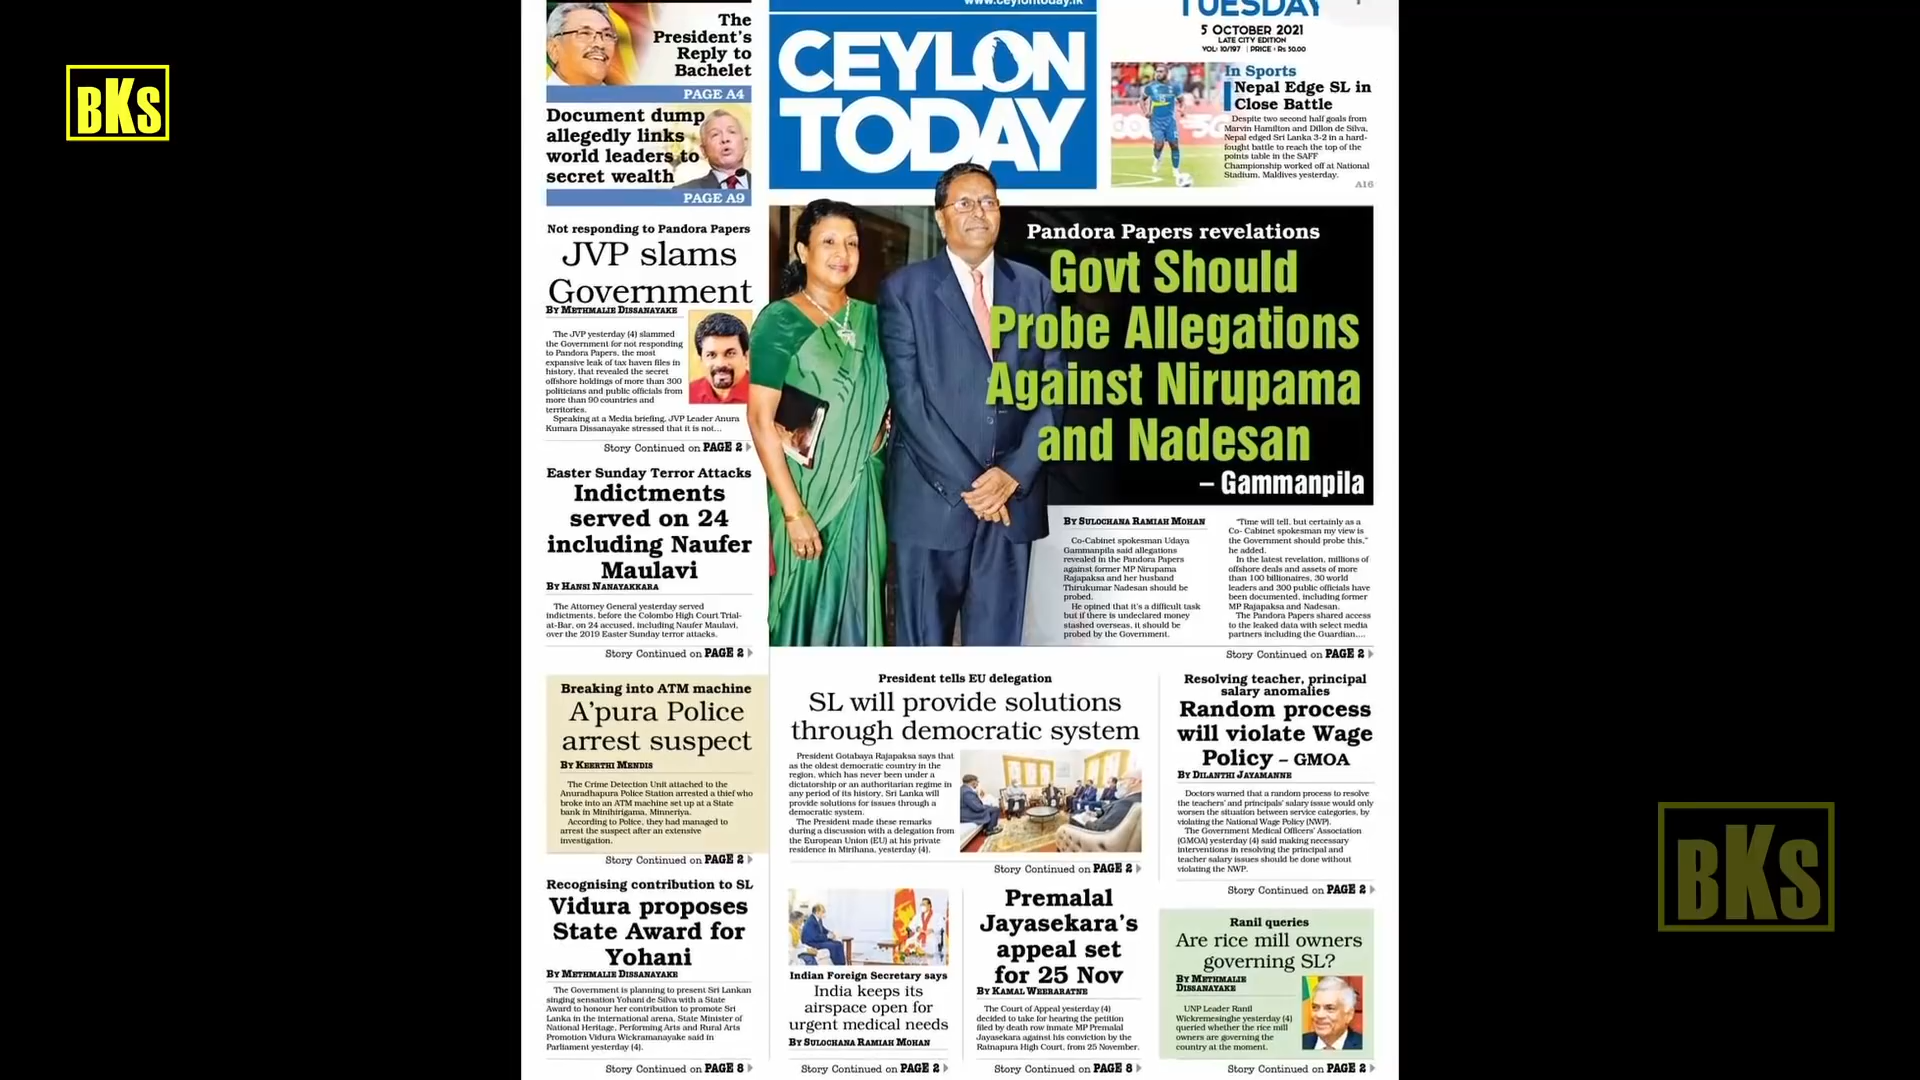 BKS
The
President's
Reply to
Bachelet
PAGE A4
Document dump
allegedly links
world leaders to
secret wealth
PAGE A9
www.ceylontoday.lk
CEYLON
TODAY
TUESDAY
5 OCTOBER 2021
LATE CITY EDITION
VOL: 10/197 | PRICE : Rs 50.00
In Sports
Nepal Edge SL in
Close Battle
Despite two second half goals from
Marvin Hamilton and Dillon de Silva,
Nepal edged Sri Lanka 3-2 in a hard-
fought battle to reach the top of the
points table in the SAFF
Championship worked off at National
Stadium, Maldives yesterday.
A16
Not responding to Pandora Papers
JVP slams
Government
BY METHMALIE DISSANAYAKE
The JVP yesterday (4) slammed
the Government for not responding
to Pandora Papers, the most
expansive leak of tax haven files in
history, that revealed the secret
offshore holdings of more than 300
politicians and public officials from
more than 90 countries and
territories.
Speaking at a Media briefing, JVP Leader Anura
Kumara Dissanayake stressed that it is not...
Story Continued on PAGE 2
Pandora Papers revelations
Govt Should
Probe Allegations
Against Nirupama
and Nadesan
– Gammanpila
BY SULOCHANA RAMIAH MOHAN
Co-Cabinet spokesman Udaya
Gammanpila said allegations
revealed in the Pandora Papers
against former MP Nirupama
Rajapaksa and her husband
Thirukumar Nadesan should be
probed.
He opined that it's a difficult task
but if there is undeclared money
stashed overseas, it should be
probed by the Government.
"Time will tell, but certainly as a
Co- Cabinet spokesman my view is
the Government should probe this,"
he added.
In the latest revelation, millions of
offshore deals and assets of more
than 100 billionaires, 30 world
leaders and 300 public officials have
been documented, including former
MP Rajapaksa and Nadesan.
The Pandora Papers shared access
to the leaked data with select media
partners including the Guardian,...
Story Continued on PAGE 2
Easter Sunday Terror Attacks
Indictments
served on 24
including Naufer
Maulavi
BY HANSI NANAYAKKARA
The Attorney General yesterday served
indictments, before the Colombo High Court Trial-
at-Bar, on 24 accused, including Naufer Maulavi,
over the 2019 Easter Sunday terror attacks.
Story Continued on PAGE 2
Breaking into ATM machine
A'pura Police
arrest suspect
BY KEERTHI MENDIS
The Crime Detection Unit attached to the
Anuradhapura Police Station arrested a thief who
broke into an ATM machine set up at a State
bank in Minihirigama, Minneriya.
According to Police, they had managed to
arrest the suspect after an extensive
investigation.
Story Continued on PAGE 2
Recognising contribution to SL
Vidura proposes
State Award for
Yohani
BY METHMALIE DISSANAYAKE
The Government is planning to present Sri Lankan
singing sensation Yohani de Silva with a State
Award to honour her contribution to promote Sri
Lanka in the international arena, State Minister of
National Heritage, Performing Arts and Rural Arts
Promotion Vidura Wickramanayake said in
Parliament yesterday (4).
Story Continued on PAGE 8
President tells EU delegation
SL will provide solutions
through democratic system
President Gotabaya Rajapaksa says that
as the oldest democratic country in the
region, which has never been under a
dictatorship or an authoritarian regime in
any period of its history, Sri Lanka will
provide solutions for issues through a
democratic system.
The President made these remarks
during a discussion with a delegation from
the European Union (EU) at his private
residence in Mirihana, yesterday (4).
Story Continued on PAGE 2
Indian Foreign Secretary says
India keeps its
airspace open for
urgent medical needs
BY SULOCHANA RAMIAH MOHAN
Story Continued on PAGE 2
Premalal
Jayasekara's
appeal set
for 25 Nov
BY KAMAL WEERARATNE
The Court of Appeal yesterday (4)
decided to take for hearing the petition
filed by death row inmate MP Premalal
Jayasekara against his conviction by the
Ratnapura High Court, from 25 November.
Story Continued on PAGE 8
Resolving teacher, principal
salary anomalies
Random process
will violate Wage
Policy – GMOA
BY DILANTHI JAYAMANNE
Doctors warned that a random process to resolve
the teachers' and principals' salary issue would only
worsen the situation between service categories, by
violating the National Wage Policy (NWP).
The Government Medical Officers' Association
(GMOA) yesterday (4) said making necessary
interventions in resolving the principal and
teacher salary issues should be done without
violating the NWP.
Story Continued on PAGE 2
Ranil queries
Are rice mill owners
governing SL?
BY METHMALIE
DISSANAYAKE
UNP Leader Ranil
Wickremesinghe yesterday (4)
queried whether the rice mill
owners are governing the
country at the moment.
Story Continued on PAGE 2
BKS